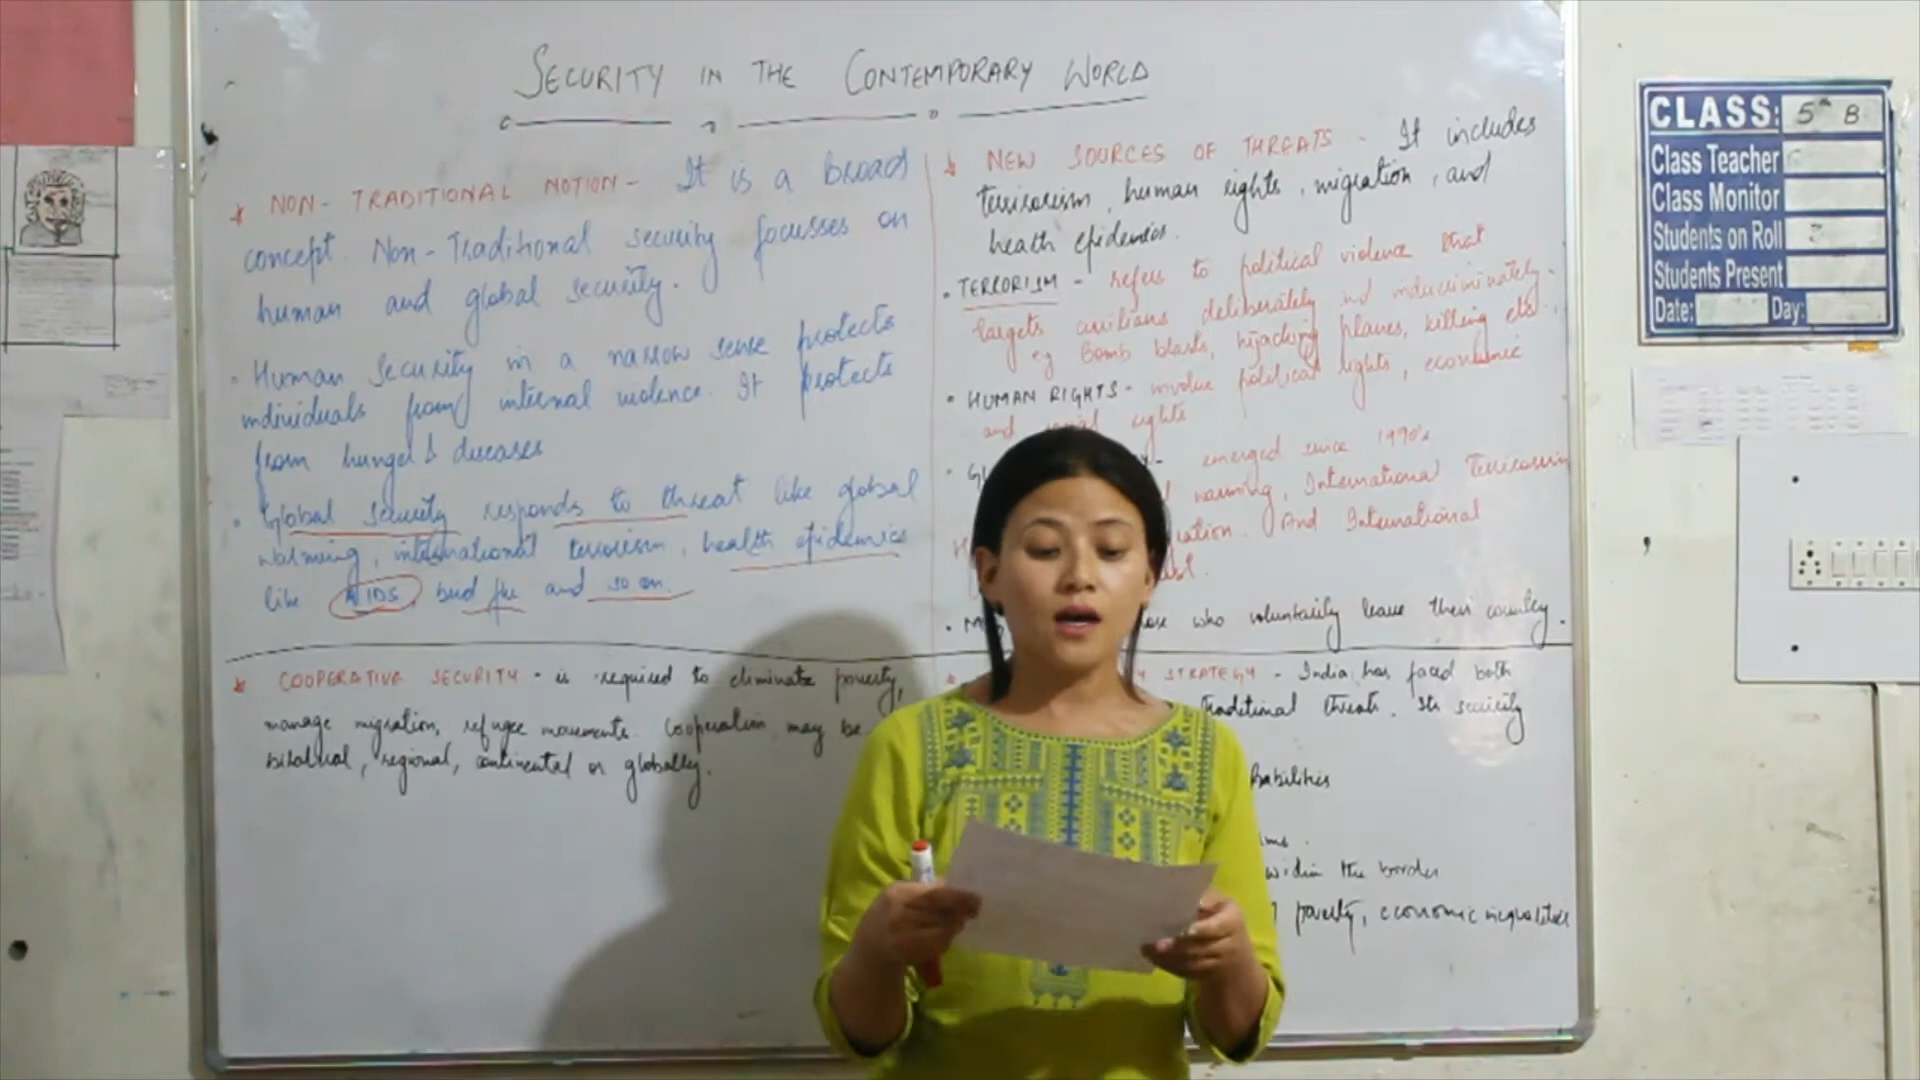 SECURITY IN THE CONTEMPORARY WORLD
* NON-TRADITIONAL NOTION - It is a broad
concept. Non-Traditional security focusses on
human and global security.
• Human Security in a narrow sense protects
individuals from internal violence. It protects
from hunger & diseases
• Global Security responds to threat like global
warming, international terrorism, health epidemics
like AIDS, bird flu and so on.
* COOPERATIVE SECURITY - is required to eliminate poverty,
manage migration, refugee movements. Cooperation may be
bilateral, regional, continental or globally.
* NEW SOURCES OF THREATS - It includes
terrorism, human rights, migration, and
health epidemics.
• TERRORISM - refers to political violence that
targets civilians deliberately and indiscriminately.
eg Bomb blasts, hijacking planes, killing etc.
• HUMAN RIGHTS - involve political rights, economic
and social rights
emerged since 1990's
warming, International Terrorism
And International
who voluntarily leave their country.
STRATEGY - India has faced both
traditional threats. Its security
within the border
poverty, economic inequalities
CLASS: 5th B
Class Teacher
Class Monitor
Students on Roll
Students Present
Date: Day: